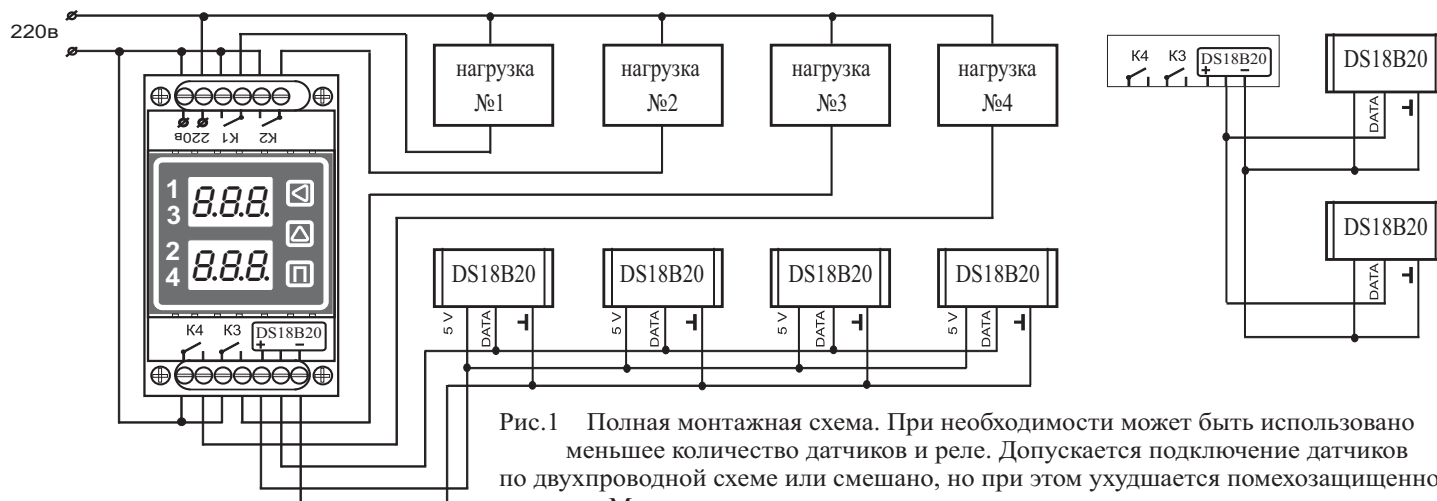 220в
нагрузка
№1
нагрузка
№2
нагрузка
№3
нагрузка
№4
К4 К3 DS18B20
+ −
DS18B20
DATA
DS18B20
DATA
220в К1 К2
1
3
8.8.8.
2
4
8.8.8.
П
К4 К3 DS18B20
+ −
DS18B20
5 V DATA
DS18B20
5 V DATA
DS18B20
5 V DATA
DS18B20
5 V DATA
Рис.1 Полная монтажная схема. При необходимости может быть использовано
меньшее количество датчиков и реле. Допускается подключение датчиков
по двухпроводной схеме или смешано, но при этом ухудшается помехозащищенно